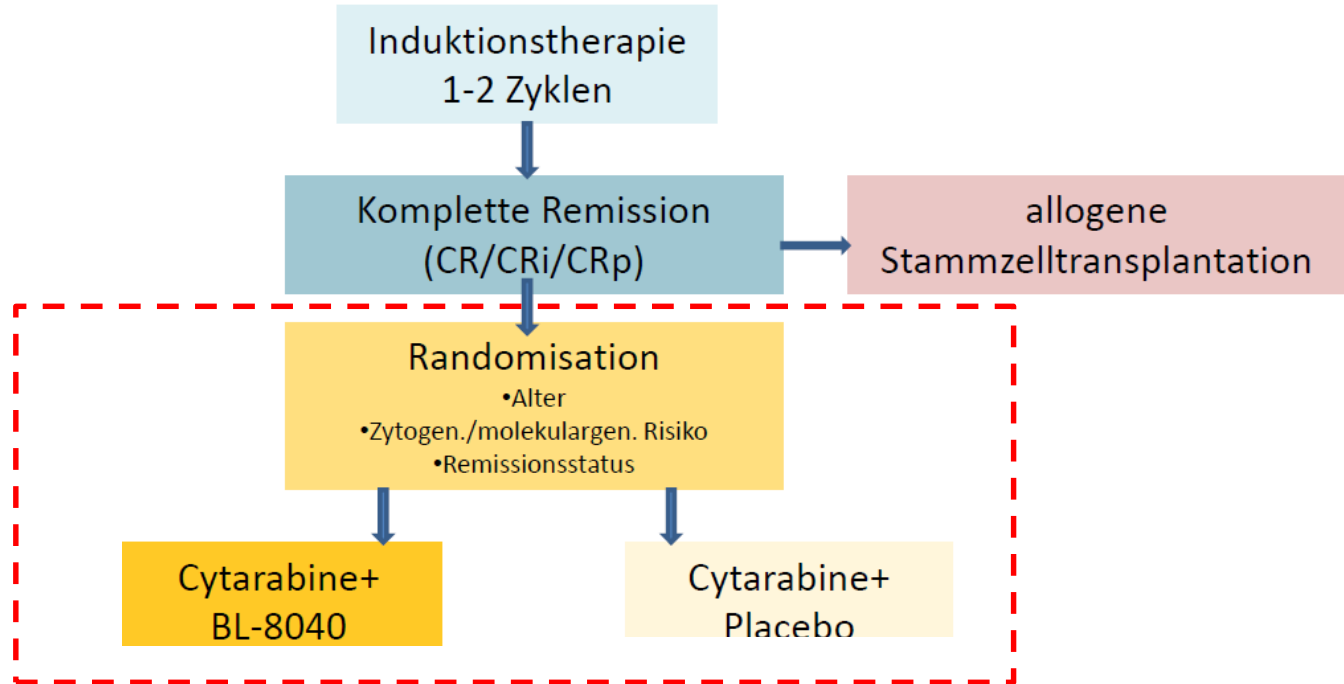 Induktionstherapie
1-2 Zyklen
Komplette Remission
(CR/CRi/CRp)
allogene
Stammzelltransplantation
Randomisation
•Alter
•Zytogen./molekulargen. Risiko
•Remissionsstatus
Cytarabine+
BL-8040
Cytarabine+
Placebo